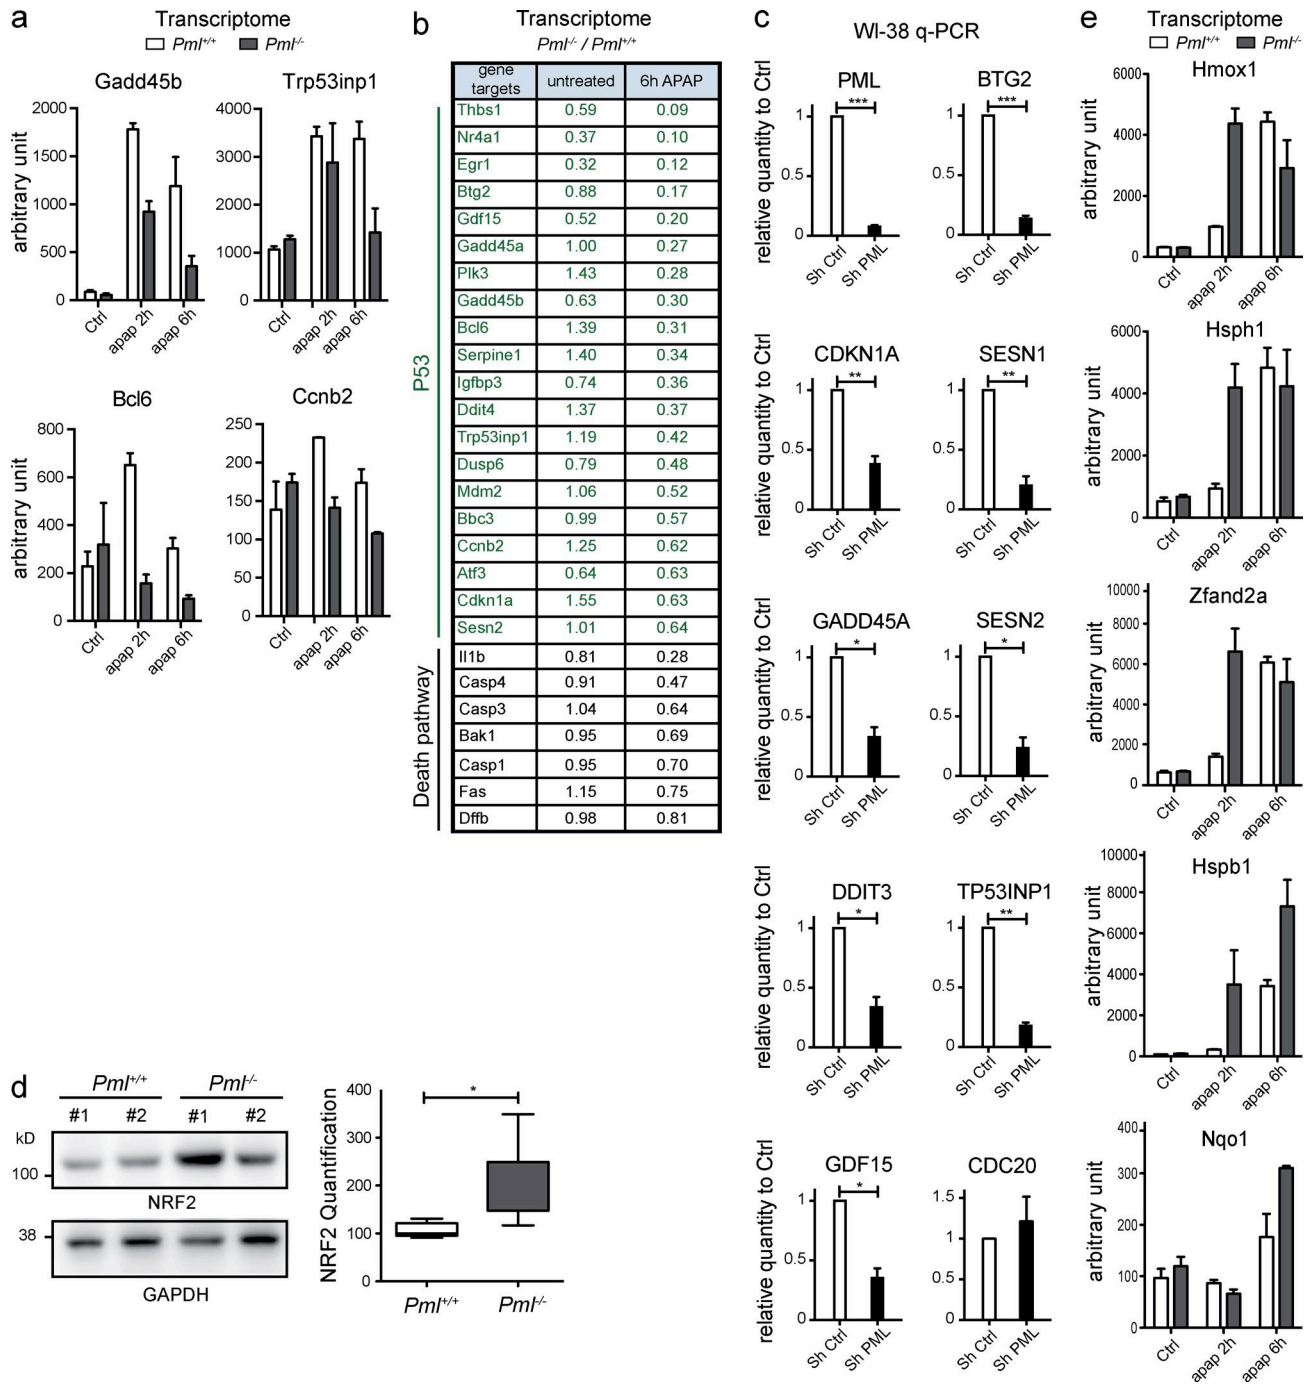 a
Transcriptome
Pml+/+ Pml-/-
Gadd45b
Trp53inp1
arbitrary unit
2000
1500
1000
500
0
4000
3000
2000
1000
0
Ctrl
apap 2h
apap 6h
Ctrl
apap 2h
apap 6h
Bcl6
Ccnb2
arbitrary unit
800
600
400
200
0
250
200
150
100
50
0
Ctrl
apap 2h
apap 6h
Ctrl
apap 2h
apap 6h
b
Transcriptome
Pml-/- / Pml+/+
gene targets untreated 6h APAP
P53
Thbs1 0.59 0.09
Nr4a1 0.37 0.10
Egr1 0.32 0.12
Btg2 0.88 0.17
Gdf15 0.52 0.20
Gadd45a 1.00 0.27
Plk3 1.43 0.28
Gadd45b 0.63 0.30
Bcl6 1.39 0.31
Serpine1 1.40 0.34
Igfbp3 0.74 0.36
Ddit4 1.37 0.37
Trp53inp1 1.19 0.42
Dusp6 0.79 0.48
Mdm2 1.06 0.52
Bbc3 0.99 0.57
Ccnb2 1.25 0.62
Atf3 0.64 0.63
Cdkn1a 1.55 0.63
Sesn2 1.01 0.64
Death pathway
Il1b 0.81 0.28
Casp4 0.91 0.47
Casp3 1.04 0.64
Bak1 0.95 0.69
Casp1 0.95 0.70
Fas 1.15 0.75
Dffb 0.98 0.81
c
WI-38 q-PCR
relative quantity to Ctrl
PML
***
1
0.5
0
Sh Ctrl
Sh PML
BTG2
***
1
0.5
0
Sh Ctrl
Sh PML
relative quantity to Ctrl
CDKN1A
**
1
0.5
0
Sh Ctrl
Sh PML
SESN1
**
1
0.5
0
Sh Ctrl
Sh PML
relative quantity to Ctrl
GADD45A
*
1
0.5
0
Sh Ctrl
Sh PML
SESN2
*
1
0.5
0
Sh Ctrl
Sh PML
relative quantity to Ctrl
DDIT3
*
1
0.5
0
Sh Ctrl
Sh PML
TP53INP1
**
1
0.5
0
Sh Ctrl
Sh PML
relative quantity to Ctrl
GDF15
*
1
0.5
0
Sh Ctrl
Sh PML
CDC20
1.5
1
1.5
0
Sh Ctrl
Sh PML
d
Pml+/+ Pml-/-
#1 #2 #1 #2
kD
100
NRF2
38
GAPDH
NRF2 Quantification
400
300
200
100
0
*
Pml+/+ Pml-/-
e
Transcriptome
Pml+/+ Pml-/-
Hmox1
arbitrary unit
6000
4000
2000
0
Ctrl
apap 2h
apap 6h
Hsph1
arbitrary unit
6000
4000
2000
0
Ctrl
apap 2h
apap 6h
Zfand2a
arbitrary unit
10000
8000
6000
4000
2000
0
Ctrl
apap 2h
apap 6h
Hspb1
arbitrary unit
10000
8000
6000
4000
2000
0
Ctrl
apap 2h
apap 6h
Nqo1
arbitrary unit
400
300
200
100
0
Ctrl
apap 2h
apap 6h